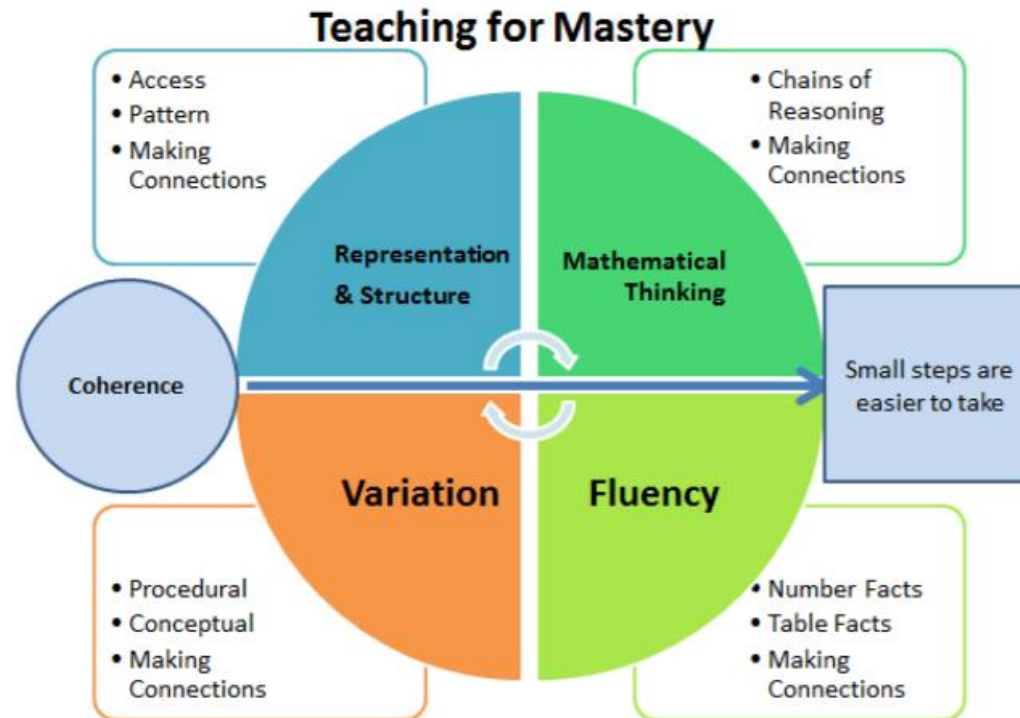 Teaching for Mastery
• Access
• Pattern
• Making
Connections
• Chains of
Reasoning
• Making
Connections
Representation
& Structure
Mathematical
Thinking
Coherence
Small steps are
easier to take
Variation
Fluency
• Procedural
• Conceptual
• Making
Connections
• Number Facts
• Table Facts
• Making
Connections